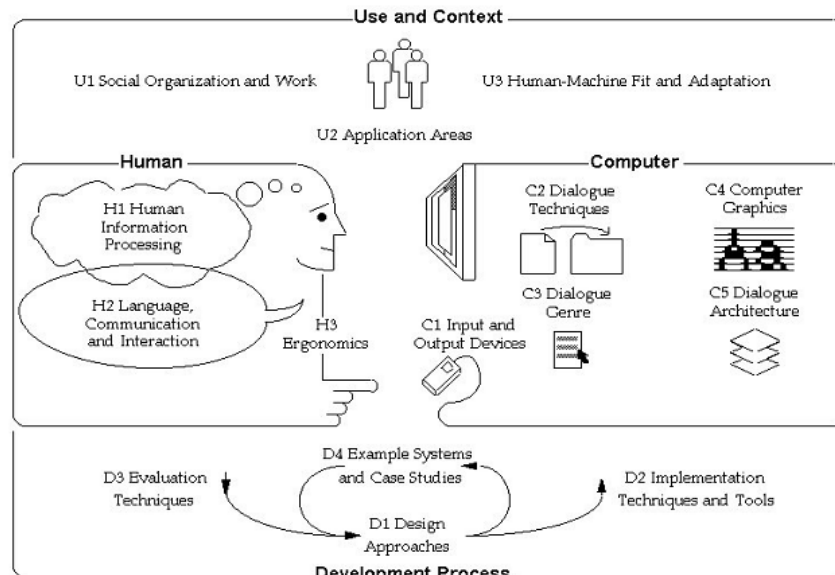 Use and Context
U1 Social Organization and Work
U3 Human-Machine Fit and Adaptation
U2 Application Areas
Human
H1 Human
Information
Processing
H2 Language,
Communication
and Interaction
H3
Ergonomics
Computer
C2 Dialogue
Techniques
C4 Computer
Graphics
C3 Dialogue
Genre
C5 Dialogue
Architecture
C1 Input and
Output Devices
D3 Evaluation
Techniques
D4 Example Systems
and Case Studies
D2 Implementation
Techniques and Tools
D1 Design
Approaches
Development Process